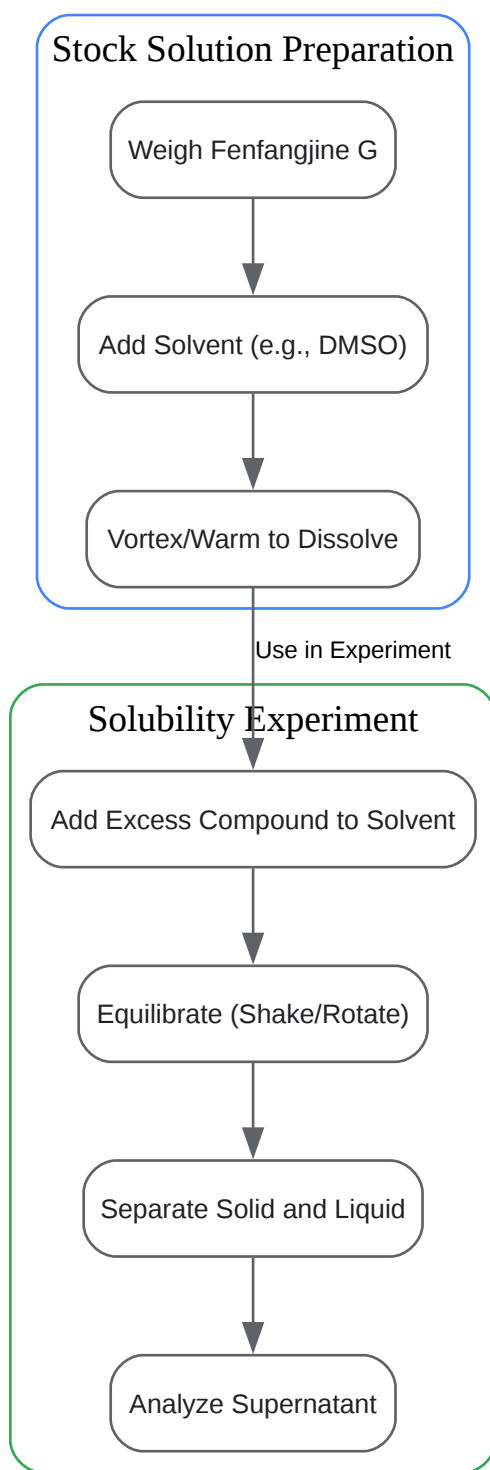 Stock Solution Preparation
Weigh Fenfangjine G
Add Solvent (e.g., DMSO)
Vortex/Warm to Dissolve
Use in Experiment
Solubility Experiment
Add Excess Compound to Solvent
Equilibrate (Shake/Rotate)
Separate Solid and Liquid
Analyze Supernatant